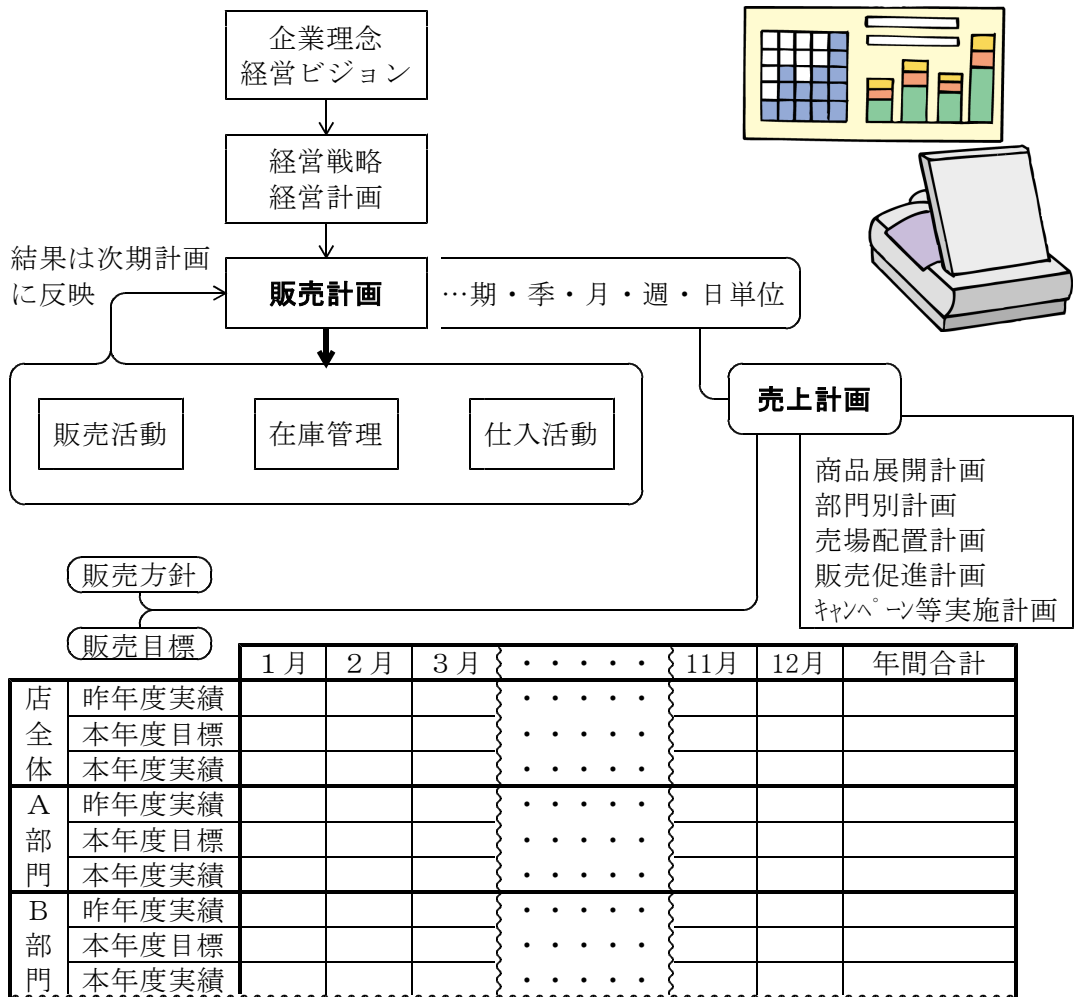 企業理念
経営ビジョン
経営戦略
経営計画
結果は次期計画
に反映
販売計画
…期・季・月・週・日単位
販売活動
在庫管理
仕入活動
売上計画
商品展開計画
部門別計画
売場配置計画
販売促進計画
ｷｬﾝﾍﾟｰﾝ等実施計画
販売方針
販売目標
１月 ２月 ３月 ・・・・・ 11月 12月 年間合計
店 昨年度実績 ・・・・・
全 本年度目標 ・・・・・
体 本年度実績 ・・・・・
Ａ 昨年度実績 ・・・・・
部 本年度目標 ・・・・・
門 本年度実績 ・・・・・
Ｂ 昨年度実績 ・・・・・
部 本年度目標 ・・・・・
門 本年度実績 ・・・・・